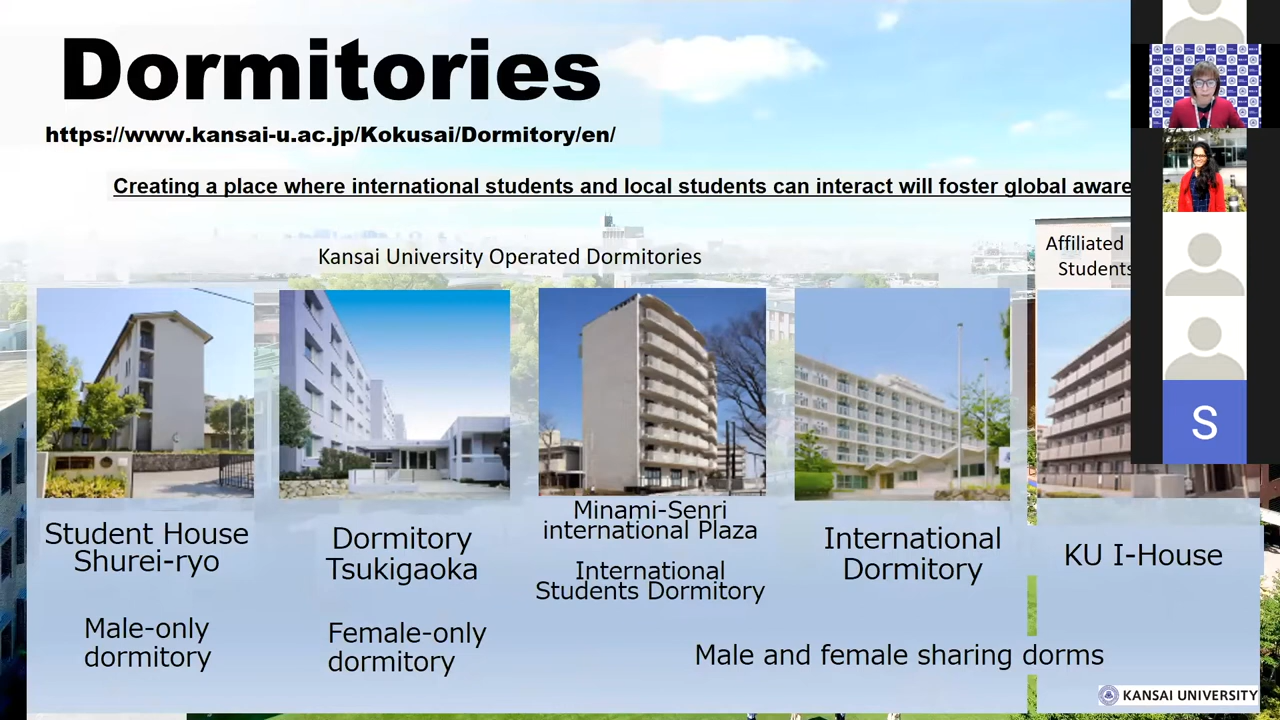 Dormitories
https://www.kansai-u.ac.jp/Kokusai/Dormitory/en/
Creating a place where international students and local students can interact will foster global aware
Kansai University Operated Dormitories
Affiliated
Students
Student House
Shurei-ryo
Male-only
dormitory
Dormitory
Tsukigaoka
Female-only
dormitory
Minami-Senri
international Plaza
International
Students Dormitory
International
Dormitory
KU I-House
Male and female sharing dorms
KANSAI UNIVERSITY
S